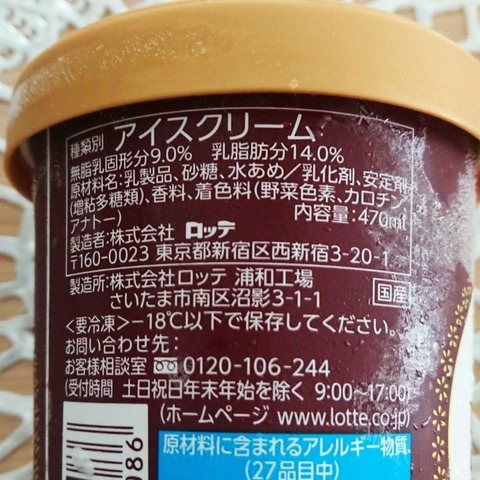 種類別 アイスクリーム
無脂乳固形分9.0% 乳脂肪分14.0%
原材料名:乳製品、砂糖、水あめ/乳化剤、安定剤
(増粘多糖類)、香料、着色料(野菜色素、カロチン、
アナトー) 内容量:470ml
製造者:株式会社 ロッテ
〒160-0023 東京都新宿区西新宿3-20-1
製造所:株式会社ロッテ 浦和工場
さいたま市南区沼影3-1-1 国産
<要冷凍>-18℃以下で保存してください。
お問い合わせ先:
お客様相談室 0120-106-244
(受付時間 土日祝日年末年始を除く 9:00~17:00)
(ホームページ www.lotte.co.jp)
原材料に含まれるアレルギー物質
(27品目中)
086